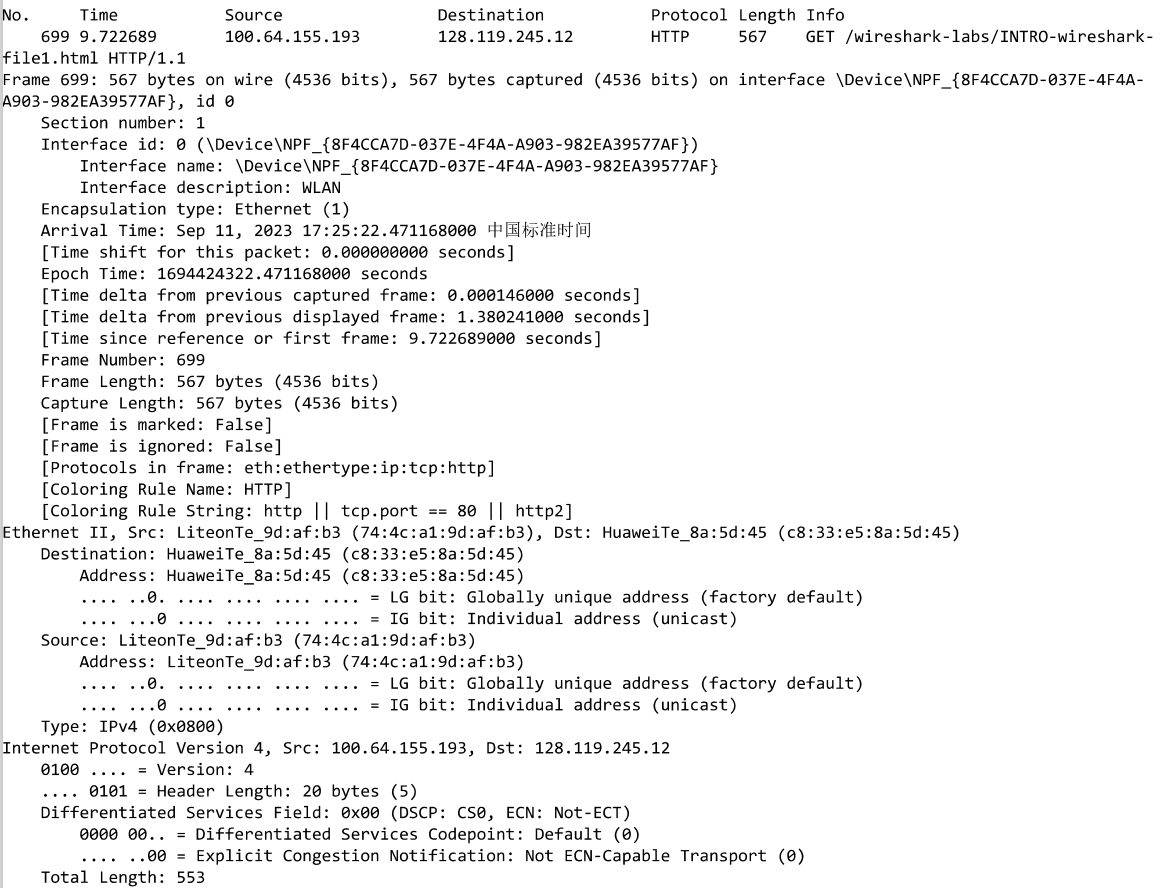 No.     Time           Source                Destination           Protocol Length Info
    699 9.722689       100.64.155.193        128.119.245.12        HTTP     567    GET /wireshark-labs/INTRO-wireshark-
file1.html HTTP/1.1
Frame 699: 567 bytes on wire (4536 bits), 567 bytes captured (4536 bits) on interface \Device\NPF_{8F4CCA7D-037E-4F4A-
A903-982EA39577AF}, id 0
    Section number: 1
    Interface id: 0 (\Device\NPF_{8F4CCA7D-037E-4F4A-A903-982EA39577AF})
        Interface name: \Device\NPF_{8F4CCA7D-037E-4F4A-A903-982EA39577AF}
        Interface description: WLAN
    Encapsulation type: Ethernet (1)
    Arrival Time: Sep 11, 2023 17:25:22.471168000 中国标准时间
    [Time shift for this packet: 0.000000000 seconds]
    Epoch Time: 1694424322.471168000 seconds
    [Time delta from previous captured frame: 0.000146000 seconds]
    [Time delta from previous displayed frame: 1.380241000 seconds]
    [Time since reference or first frame: 9.722689000 seconds]
    Frame Number: 699
    Frame Length: 567 bytes (4536 bits)
    Capture Length: 567 bytes (4536 bits)
    [Frame is marked: False]
    [Frame is ignored: False]
    [Protocols in frame: eth:ethertype:ip:tcp:http]
    [Coloring Rule Name: HTTP]
    [Coloring Rule String: http || tcp.port == 80 || http2]
Ethernet II, Src: LiteonTe_9d:af:b3 (74:4c:a1:9d:af:b3), Dst: HuaweiTe_8a:5d:45 (c8:33:e5:8a:5d:45)
    Destination: HuaweiTe_8a:5d:45 (c8:33:e5:8a:5d:45)
        Address: HuaweiTe_8a:5d:45 (c8:33:e5:8a:5d:45)
        .... ..0. .... .... .... .... = LG bit: Globally unique address (factory default)
        .... ...0 .... .... .... .... = IG bit: Individual address (unicast)
    Source: LiteonTe_9d:af:b3 (74:4c:a1:9d:af:b3)
        Address: LiteonTe_9d:af:b3 (74:4c:a1:9d:af:b3)
        .... ..0. .... .... .... .... = LG bit: Globally unique address (factory default)
        .... ...0 .... .... .... .... = IG bit: Individual address (unicast)
    Type: IPv4 (0x0800)
Internet Protocol Version 4, Src: 100.64.155.193, Dst: 128.119.245.12
    0100 .... = Version: 4
    .... 0101 = Header Length: 20 bytes (5)
    Differentiated Services Field: 0x00 (DSCP: CS0, ECN: Not-ECT)
        0000 00.. = Differentiated Services Codepoint: Default (0)
        .... ..00 = Explicit Congestion Notification: Not ECN-Capable Transport (0)
    Total Length: 553